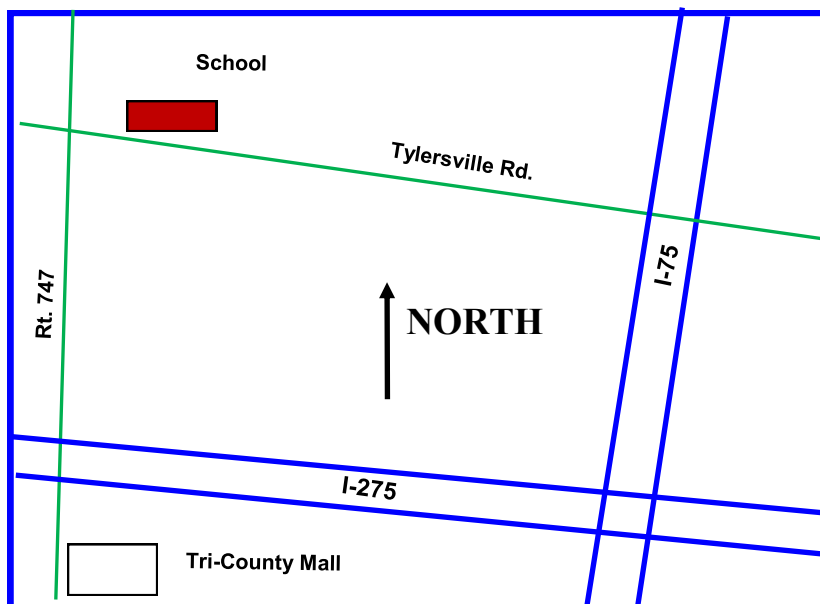 School
Tylersville Rd.
I-75
Rt. 747
NORTH
I-275
Tri-County Mall